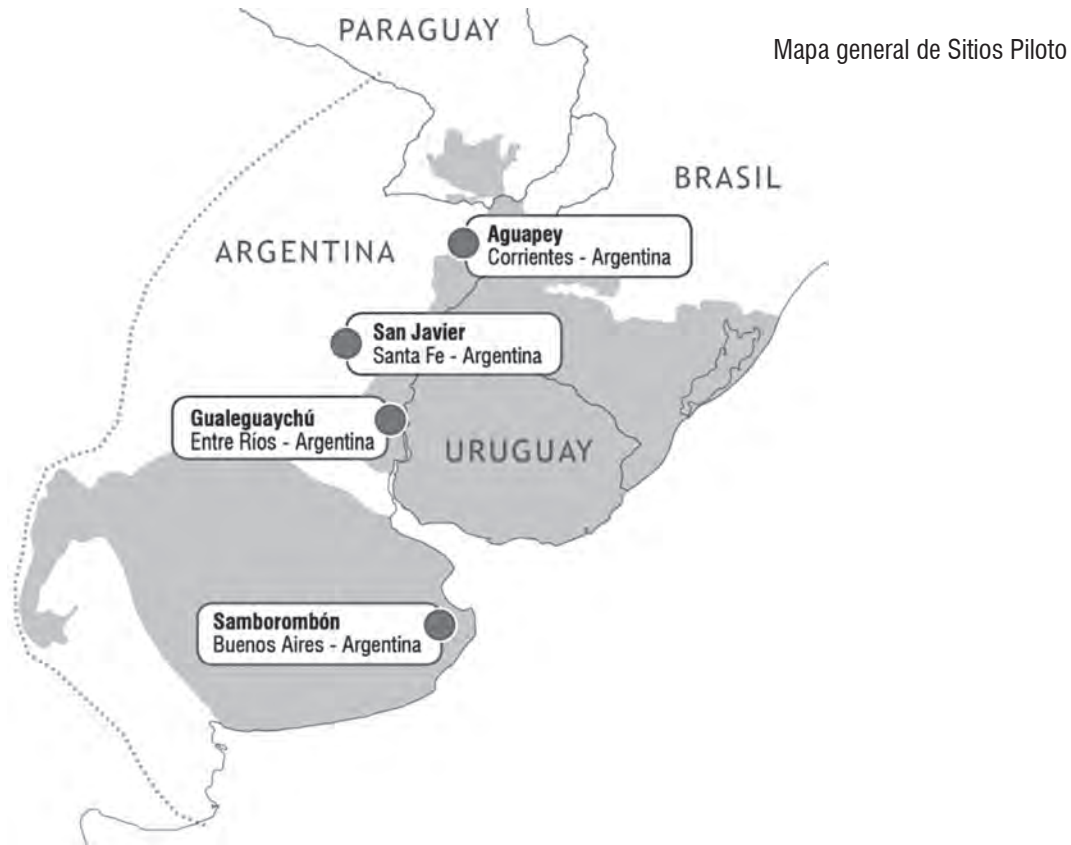 PARAGUAY
Mapa general de Sitios Piloto
BRASIL
ARGENTINA
Aguapey
Corrientes - Argentina
San Javier
Santa Fe - Argentina
Gualeguaychú
Entre Ríos - Argentina
URUGUAY
Samborombón
Buenos Aires - Argentina